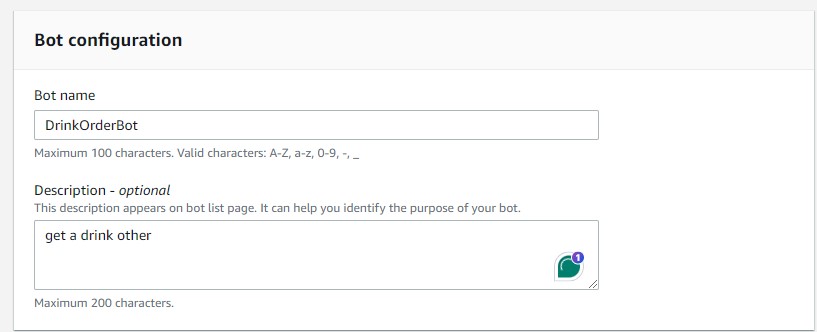 Bot configuration
Bot name
DrinkOrderBot
Maximum 100 characters. Valid characters: A-Z, a-z, 0-9, -, _
Description - optional
This description appears on bot list page. It can help you identify the purpose of your bot.
get a drink other
1
Maximum 200 characters.